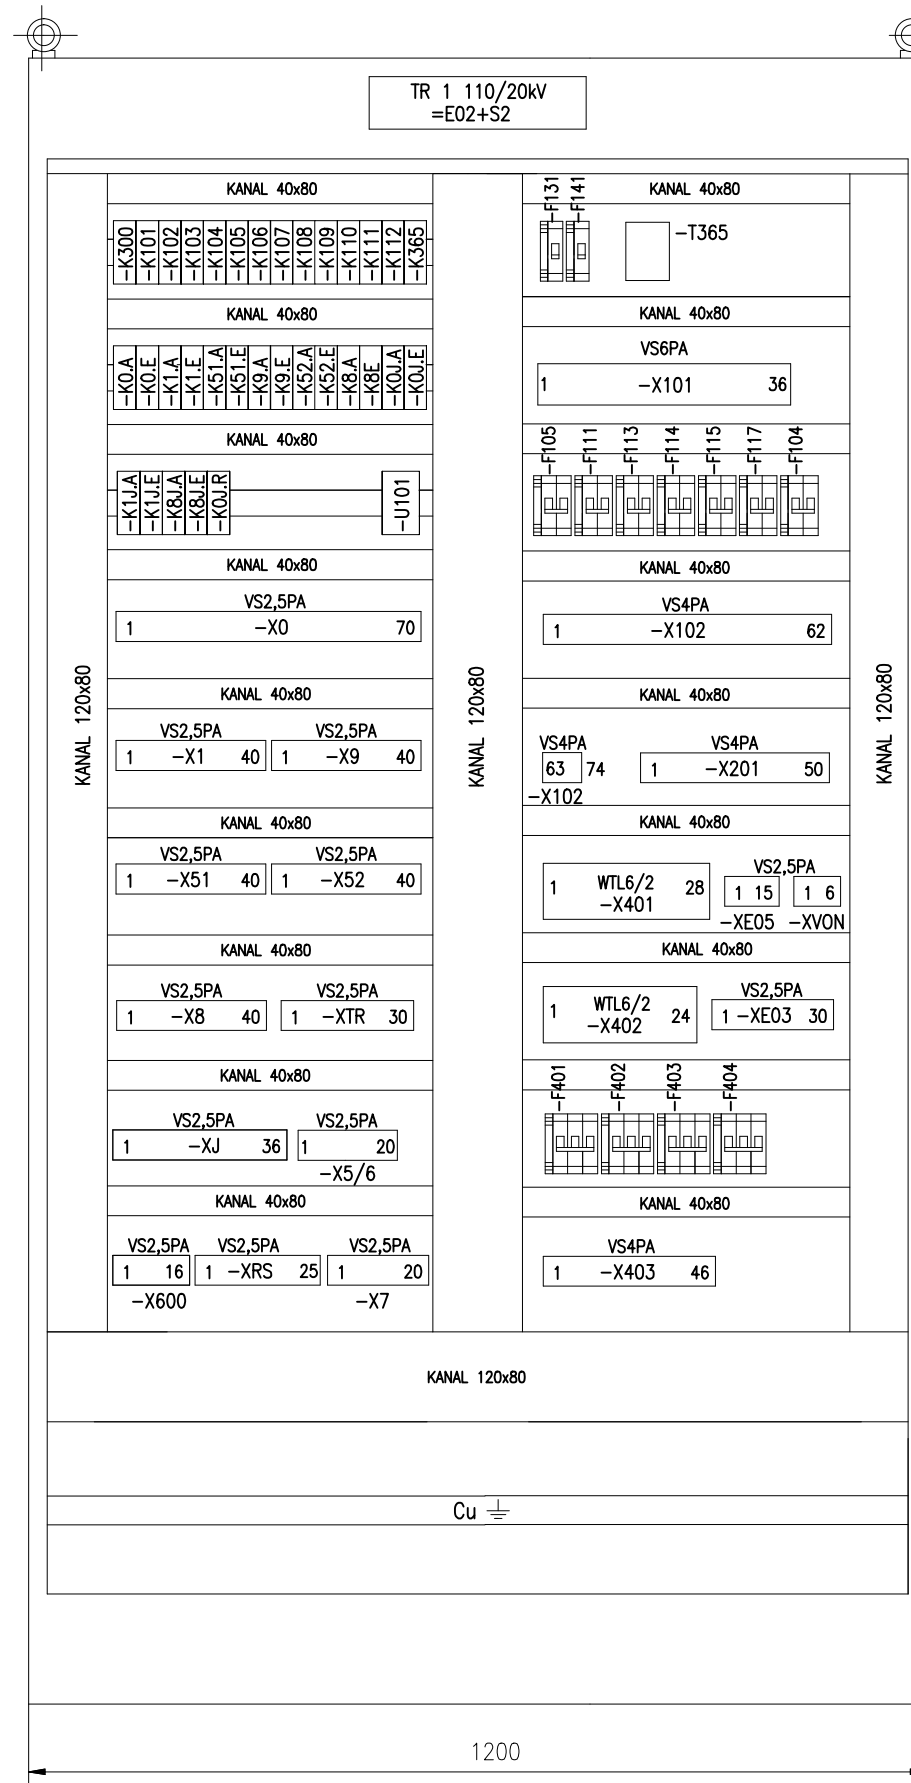 TR 1 110/20kV
=E02+S2
KANAL 40x80
-K300
-K101
-K102
-K103
-K104
-K105
-K106
-K107
-K108
-K109
-K110
-K111
-K112
-K365
KANAL 40x80
-K0.A
-K0.E
-K1.A
-K1.E
-K51.A
-K51.E
-K9.A
-K9.E
-K52.A
-K52.E
-K8.A
-K8E
-K0J.A
-K0J.E
KANAL 40x80
-K1J.A
-K1J.E
-K8J.A
-K8J.E
-K0J.R
-U101
KANAL 40x80
VS2,5PA
1 -X0 70
KANAL 40x80
VS2,5PA VS2,5PA
1 -X1 40 1 -X9 40
KANAL 40x80
VS2,5PA VS2,5PA
1 -X51 40 1 -X52 40
KANAL 40x80
VS2,5PA VS2,5PA
1 -X8 40 1 -XTR 30
KANAL 40x80
VS2,5PA VS2,5PA
1 -XJ 36 1 20
-X5/6
KANAL 40x80
VS2,5PA VS2,5PA VS2,5PA
1 16 1 -XRS 25 1 20
-X600 -X7
KANAL 120x80
KANAL 120x80
KANAL 120x80
-F131
-F141
KANAL 40x80
-T365
KANAL 40x80
VS6PA
1 -X101 36
-F105
-F111
-F113
-F114
-F115
-F117
-F104
KANAL 40x80
VS4PA
1 -X102 62
KANAL 40x80
VS4PA VS4PA
63 74 1 -X201 50
-X102
KANAL 40x80
VS2,5PA
1 WTL6/2 28 1 15 1 6
-X401
-XE05 -XVON
KANAL 40x80
VS2,5PA
1 WTL6/2 24 1 -XE03 30
-X402
-F401
-F402
-F403
-F404
KANAL 40x80
VS4PA
1 -X403 46
KANAL 120x80
Cu
1200